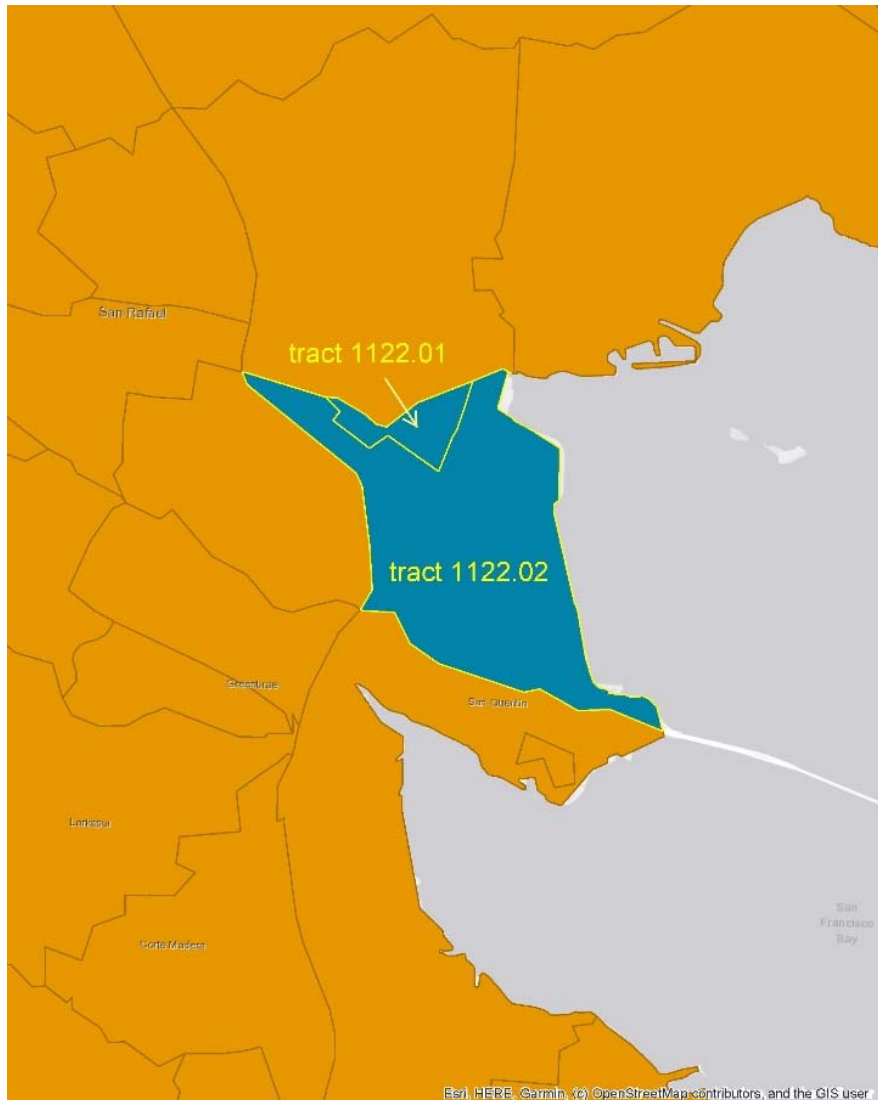 San Rafael
tract 1122.01
tract 1122.02
Greenbrae
San Quentin
Larkspur
Corte Madera
San
Francisco
Bay
Esri, HERE, Garmin, (c) OpenStreetMap contributors, and the GIS user